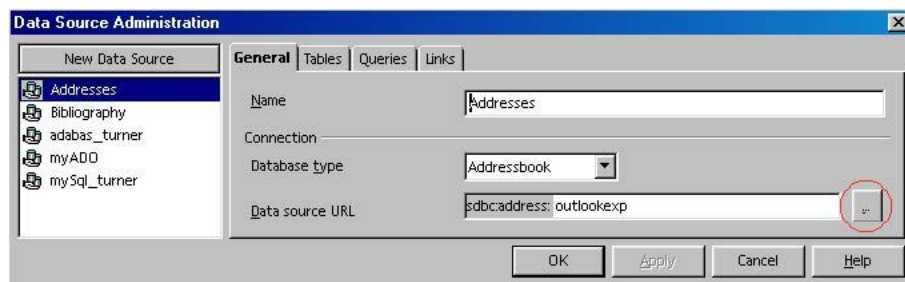 Data Source Administration
New Data Source
Addresses
Bibliography
adabas_turner
myADO
mySql_turner
General Tables Queries Links
Name Addresses
Connection
Database type Addressbook
Data source URL sdbc:address: outlookexp ...
OK Apply Cancel Help